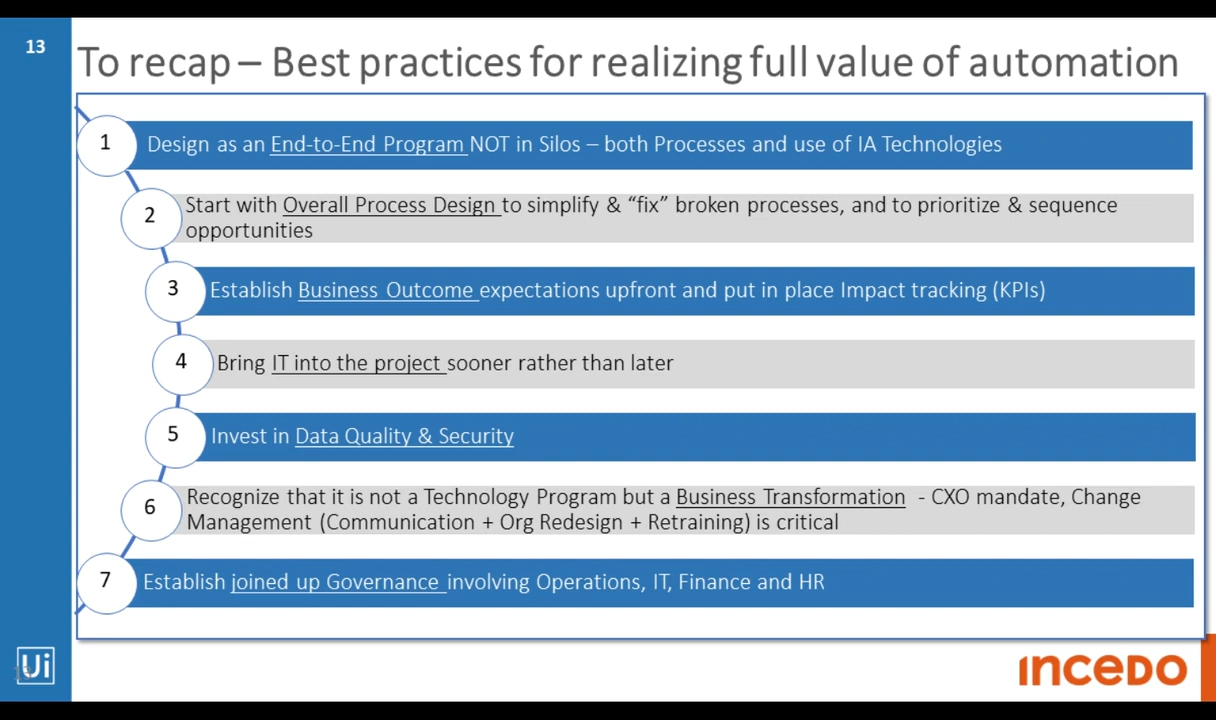 13
To recap – Best practices for realizing full value of automation
1
Design as an End-to-End Program NOT in Silos – both Processes and use of IA Technologies
2
Start with Overall Process Design to simplify & “fix” broken processes, and to prioritize & sequence
opportunities
3
Establish Business Outcome expectations upfront and put in place Impact tracking (KPIs)
4
Bring IT into the project sooner rather than later
5
Invest in Data Quality & Security
6
Recognize that it is not a Technology Program but a Business Transformation - CXO mandate, Change
Management (Communication + Org Redesign + Retraining) is critical
7
Establish joined up Governance involving Operations, IT, Finance and HR
13
Ui
INCEDO